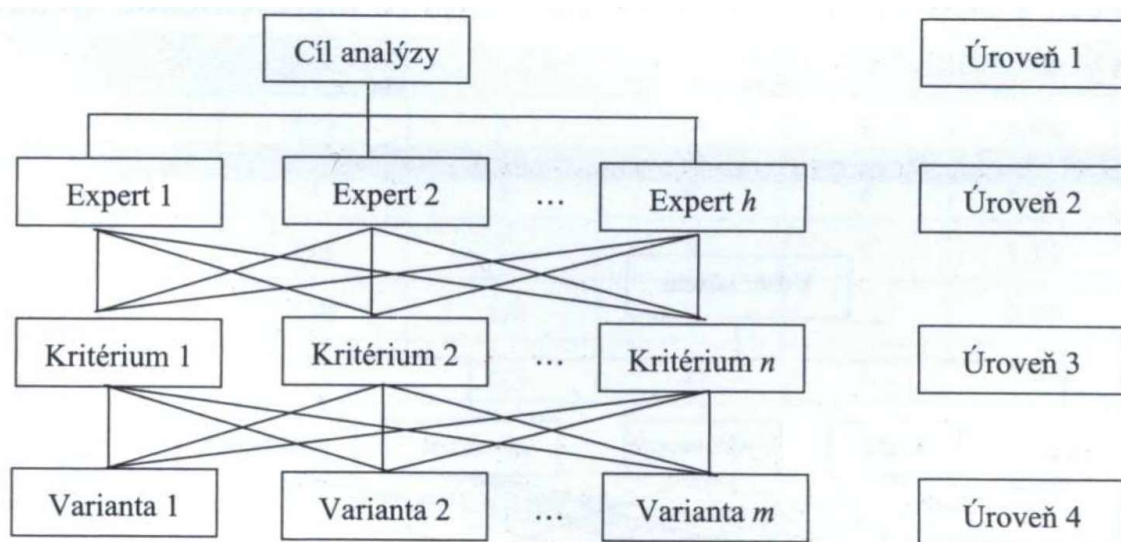 Cíl analýzy Úroveň 1
Expert 1 Expert 2 ... Expert h Úroveň 2
Kritérium 1 Kritérium 2 ... Kritérium n Úroveň 3
Varianta 1 Varianta 2 ... Varianta m Úroveň 4